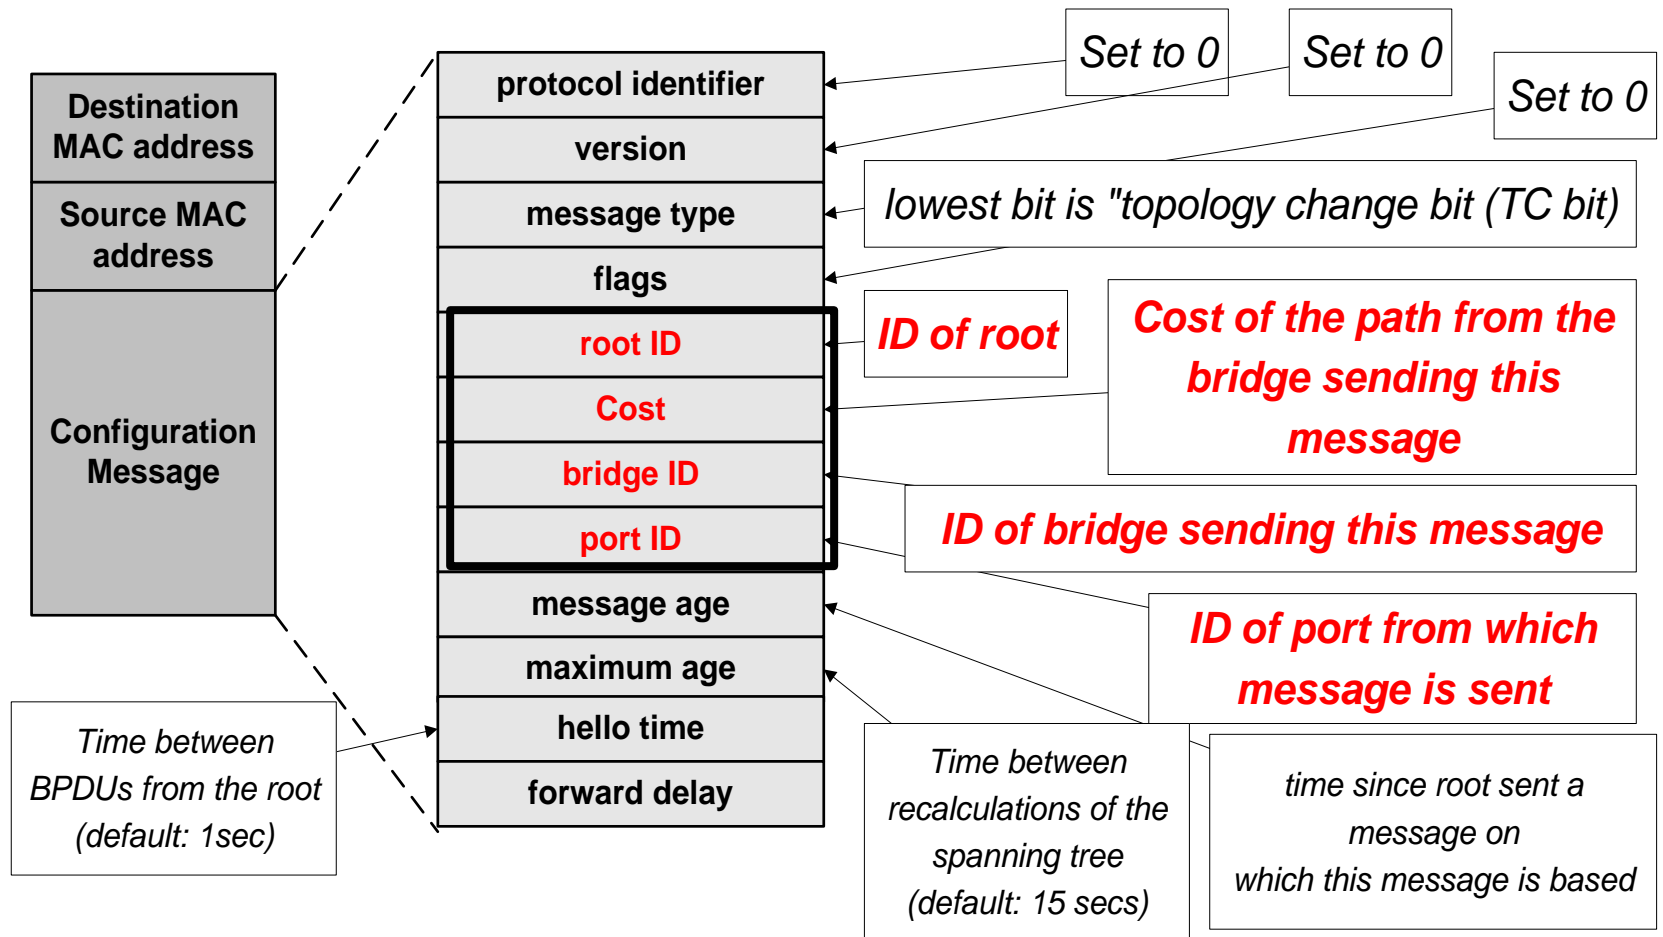 Destination
MAC address
Source MAC
address
Configuration
Message
protocol identifier
version
message type
flags
root ID
Cost
bridge ID
port ID
message age
maximum age
hello time
forward delay
Set to 0
Set to 0
Set to 0
lowest bit is "topology change bit (TC bit)
ID of root
Cost of the path from the
bridge sending this
message
ID of bridge sending this message
ID of port from which
message is sent
Time between
BPDUs from the root
(default: 1sec)
Time between
recalculations of the
spanning tree
(default: 15 secs)
time since root sent a
message on
which this message is based